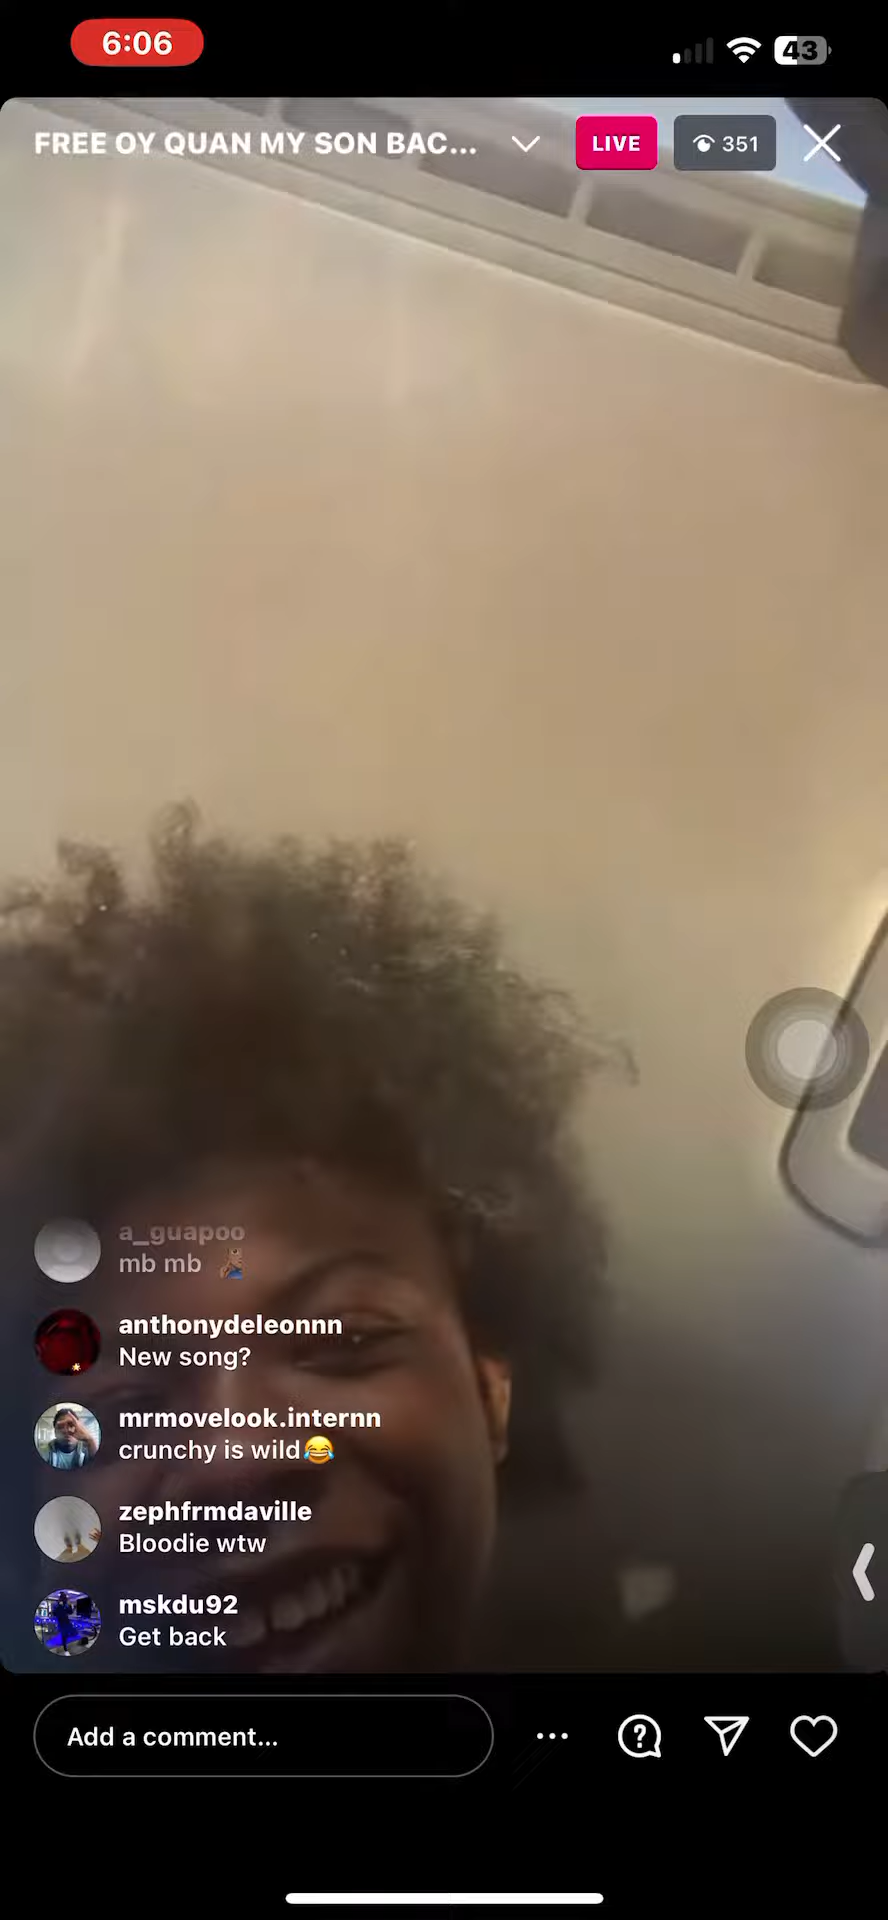 6:06
43
FREE OY QUAN MY SON BAC...
LIVE
351
a_guapoo
mb mb
anthonydeleonnn
New song?
mrmovelook.internn
crunchy is wild😂
zephfrmdaville
Bloodie wtw
mskdu92
Get back
Add a comment...